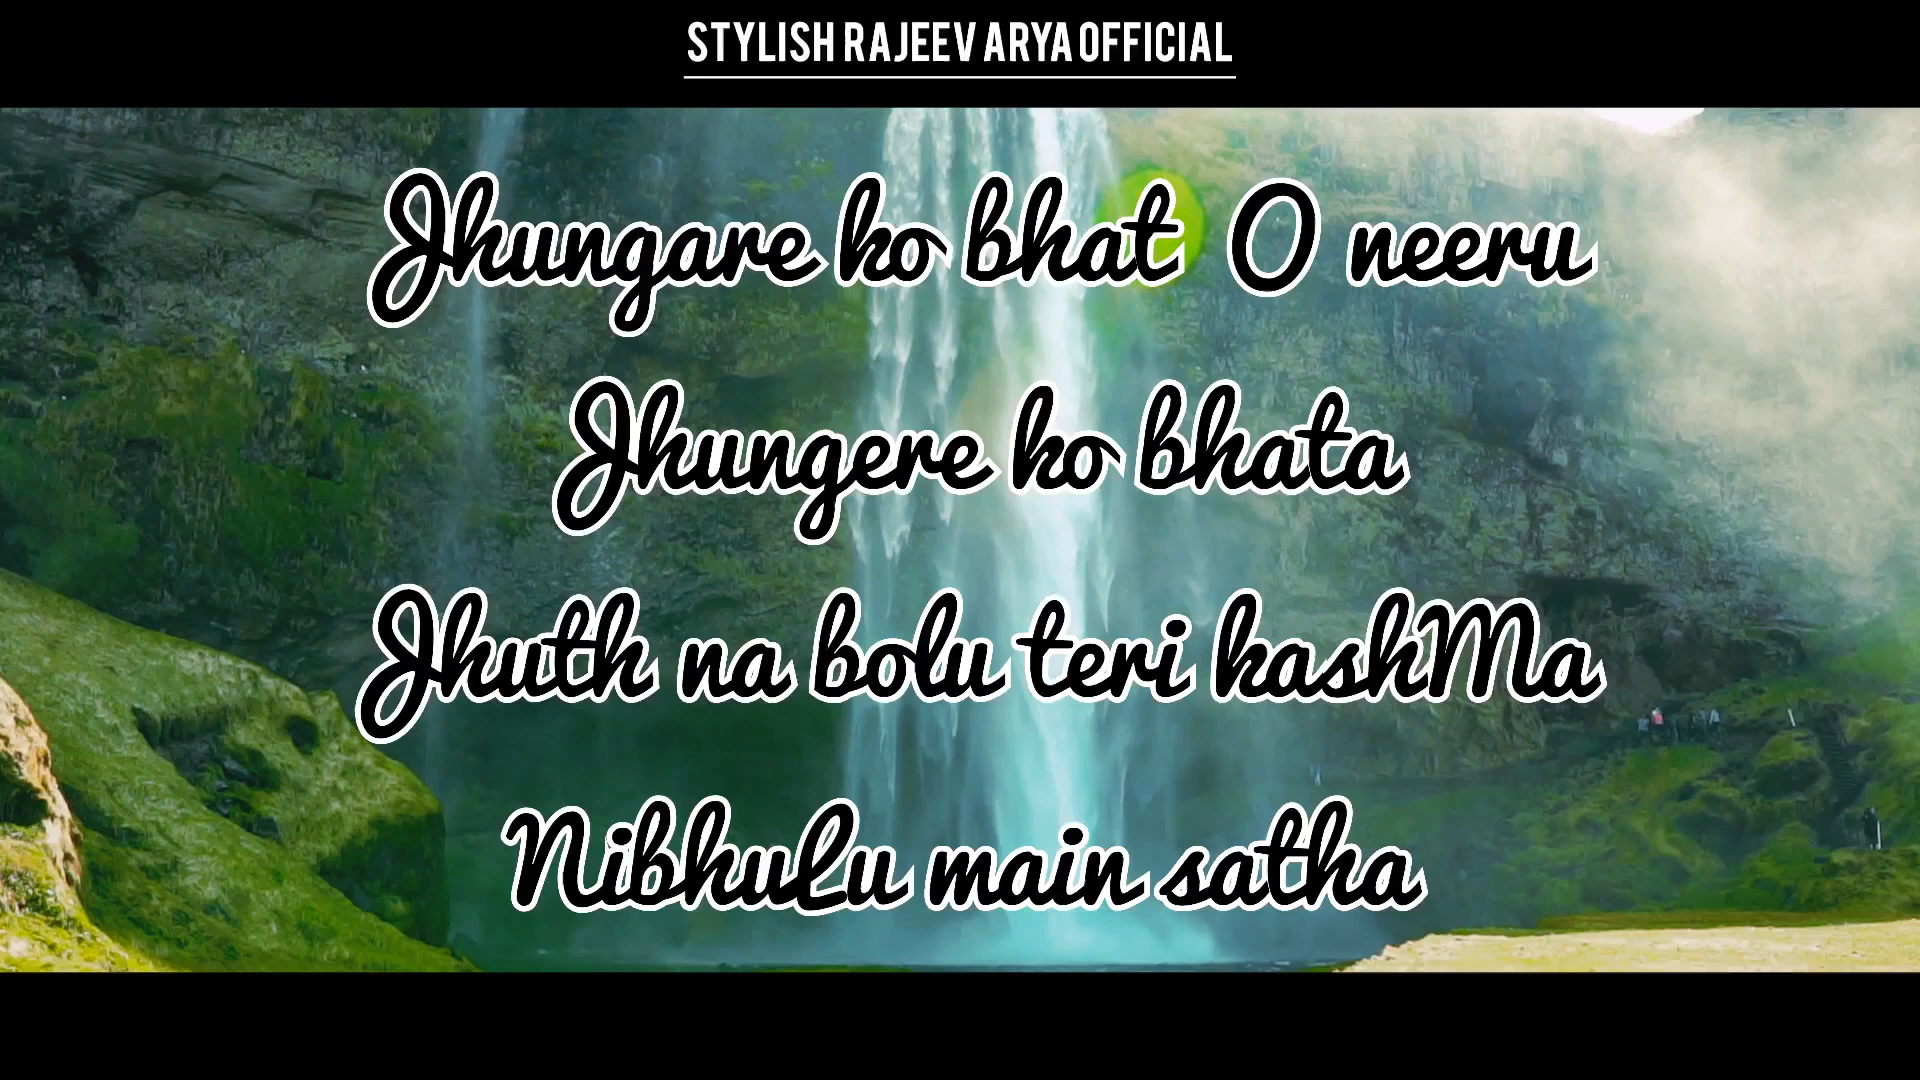 STYLISH RAJEEV ARYA OFFICIAL
Jhungare ko bhat O neeru
Jhungere ko bhata
Jhuth na bolu teri kashMa
NibhuLu main satha